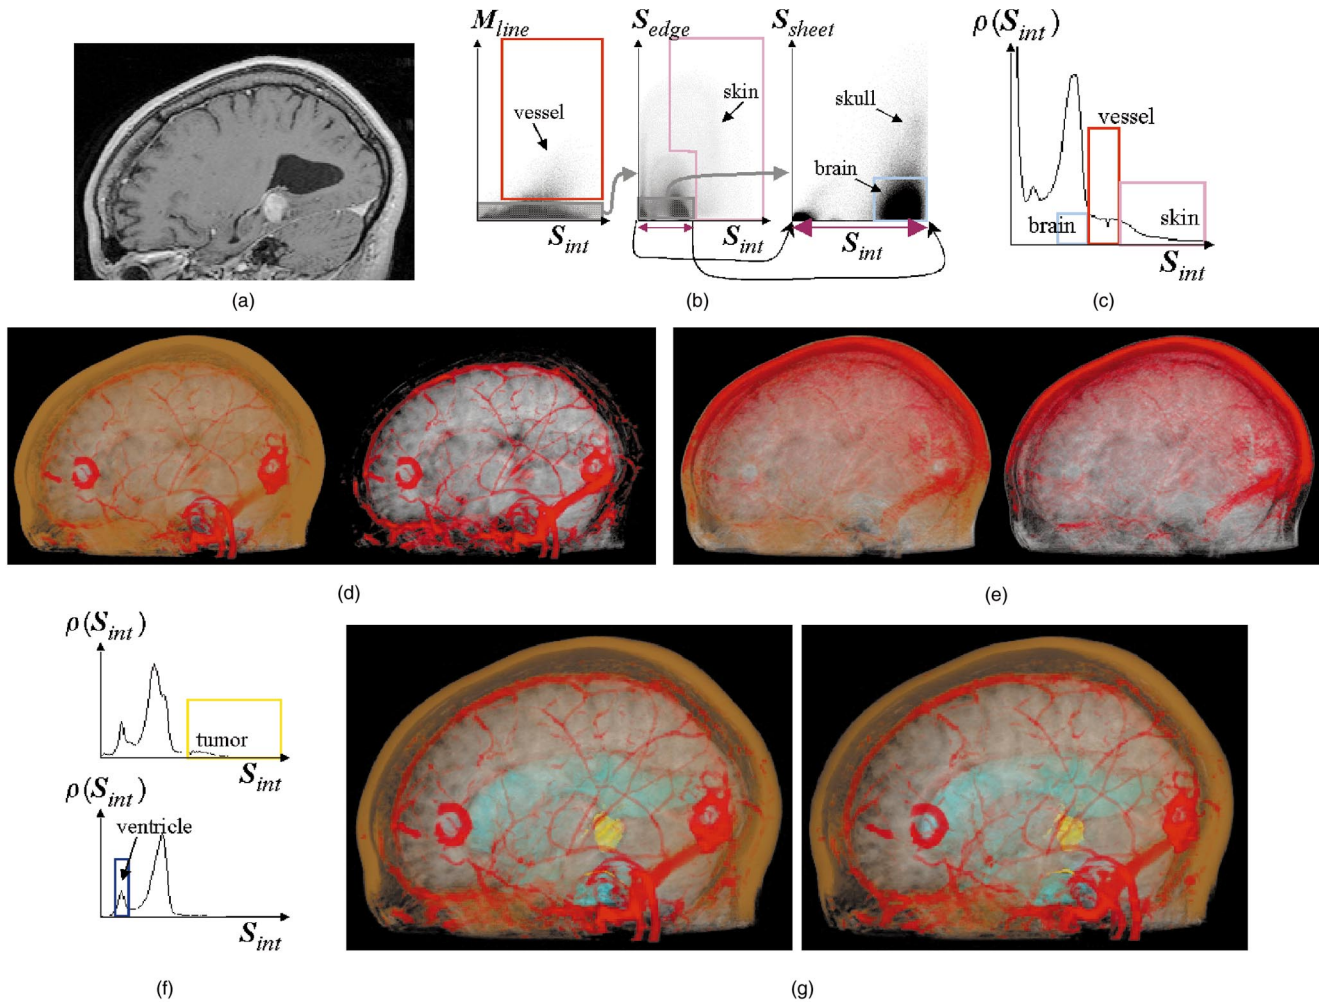 M_line
S_edge
S_sheet
ρ(S_int)
vessel
skin
skull
brain
vessel
brain
skin
S_int
S_int
S_int
S_int
(a)
(b)
(c)
(d)
(e)
ρ(S_int)
tumor
S_int
ρ(S_int)
ventricle
S_int
(f)
(g)